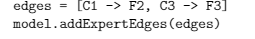 edges = [C1 -> F2, C3 -> F3]
model.addExpertEdges(edges)